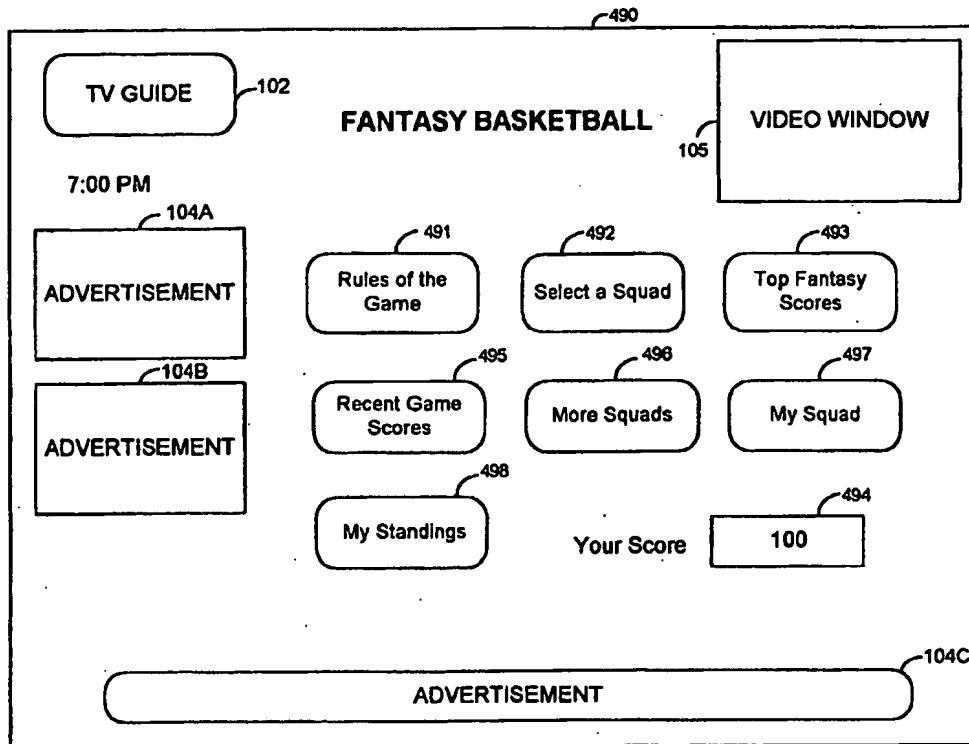 490
TV GUIDE
102
FANTASY BASKETBALL
105
VIDEO WINDOW
7:00 PM
104A
ADVERTISEMENT
491
Rules of the
Game
492
Select a Squad
493
Top Fantasy
Scores
104B
ADVERTISEMENT
495
Recent Game
Scores
496
More Squads
497
My Squad
498
My Standings
Your Score
494
100
104C
ADVERTISEMENT